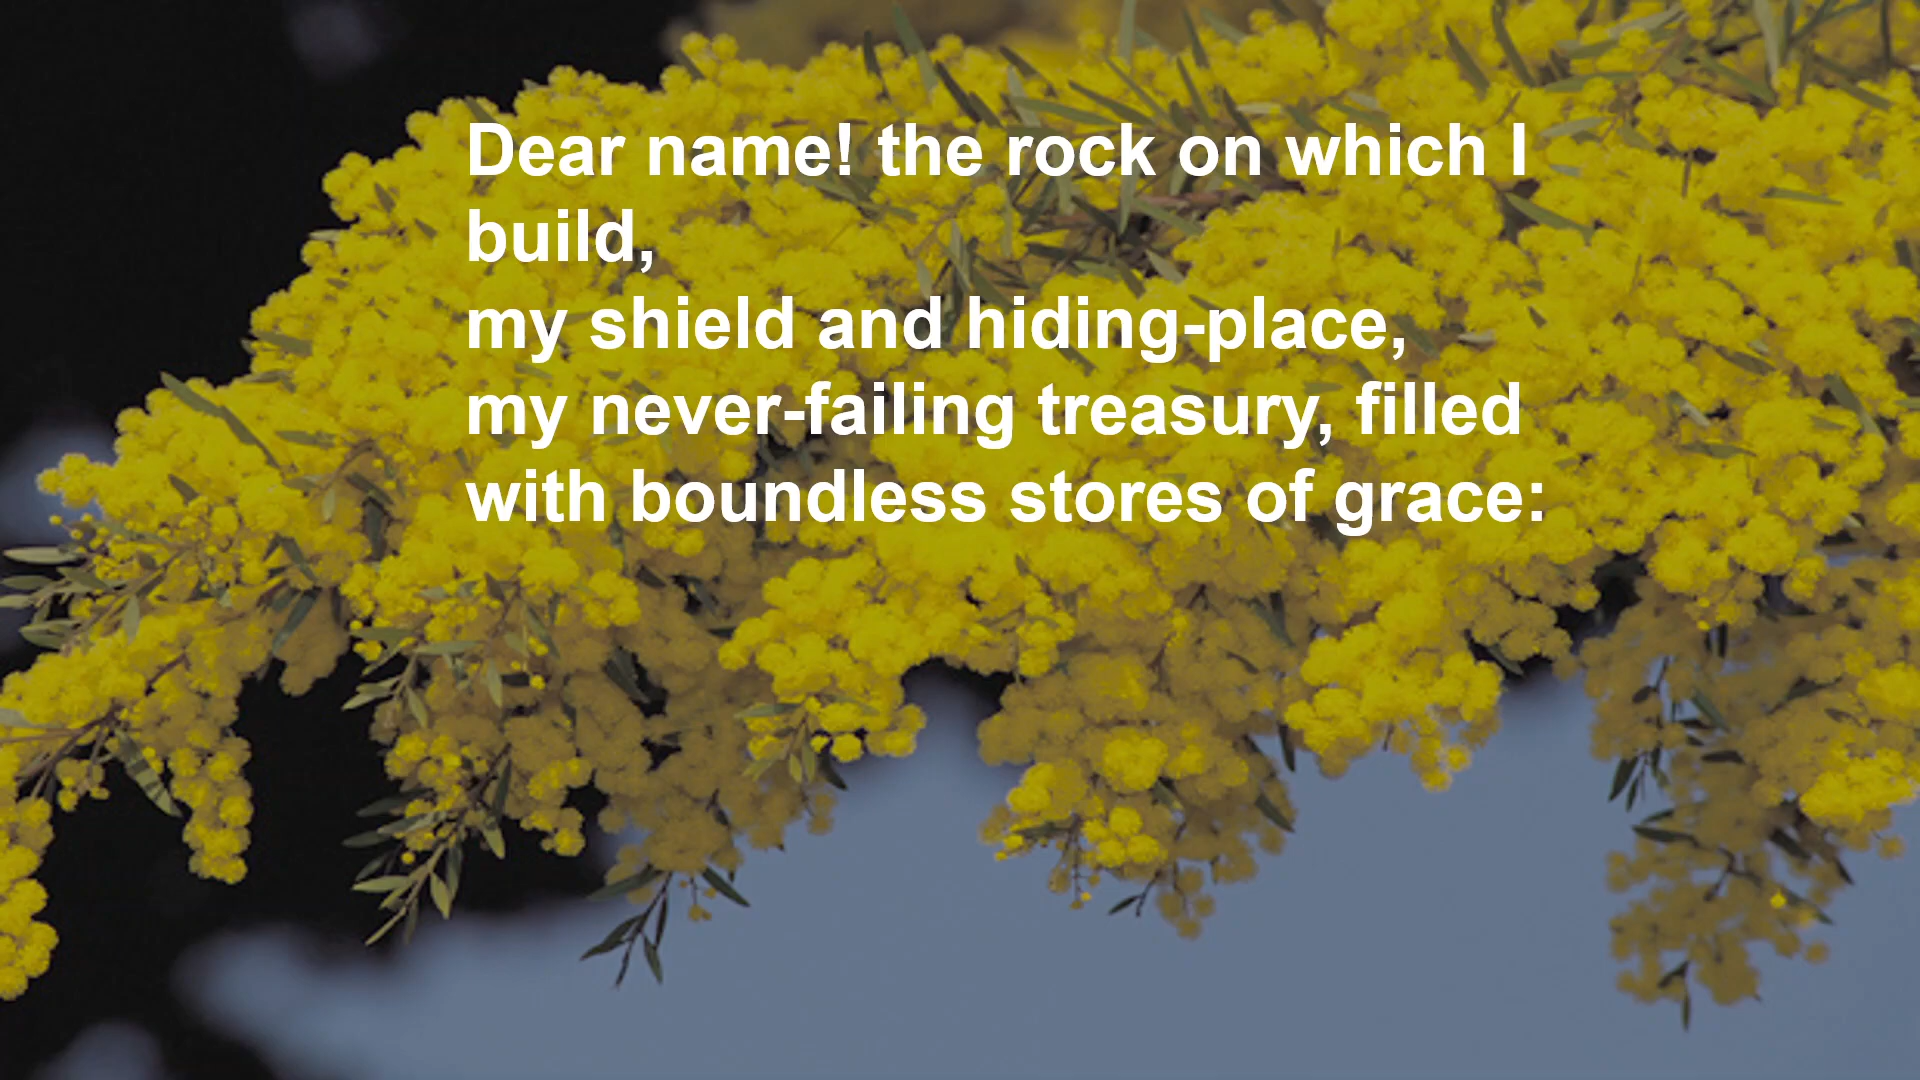 Dear name! the rock on which I
build,
my shield and hiding-place,
my never-failing treasury, filled
with boundless stores of grace: